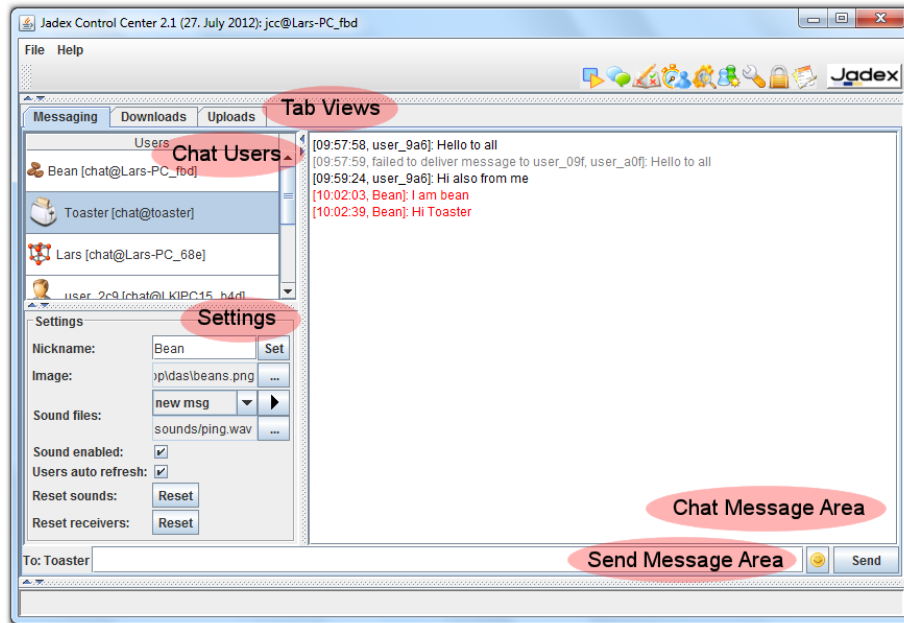 Jadex Control Center 2.1 (27. July 2012): jcc@Lars-PC_fbd
File Help
Jadex
Messaging Downloads Uploads Tab Views
Users
Chat Users
Bean [chat@Lars-PC_fbd]
Toaster [chat@toaster]
Lars [chat@Lars-PC_68e]
user_2c9 [chat@LKIPC15_b4d]
[09:57:58, user_9a6]: Hello to all
[09:57:59, failed to deliver message to user_09f, user_a0f]: Hello to all
[09:59:24, user_9a6]: Hi also from me
[10:02:03, Bean]: I am bean
[10:02:39, Bean]: Hi Toaster
Settings
Settings
Nickname: Bean Set
Image: op\das\beans.png ...
Sound files: new msg
sounds/ping.wav ...
Sound enabled:
Users auto refresh:
Reset sounds: Reset
Reset receivers: Reset
Chat Message Area
To: Toaster Send Message Area Send